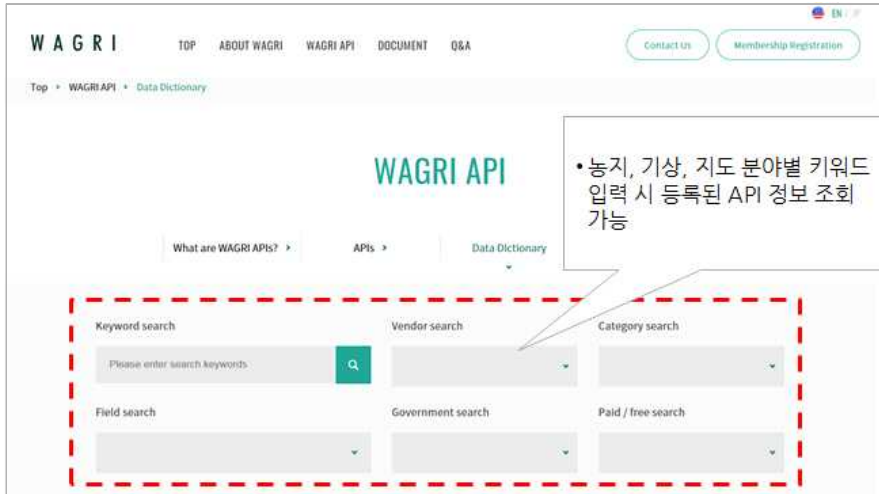 EN / JP
WAGRI
TOP ABOUT WAGRI WAGRI API DOCUMENT Q&A
Contact Us
Membership Registration
Top WAGRI API Data Dictionary
WAGRI API
• 농지, 기상, 지도 분야별 키워드
입력 시 등록된 API 정보 조회
가능
What are WAGRI APIs? APIs Data Dictionary
Keyword search Vendor search Category search
Please enter search keywords
Field search Government search Paid / free search